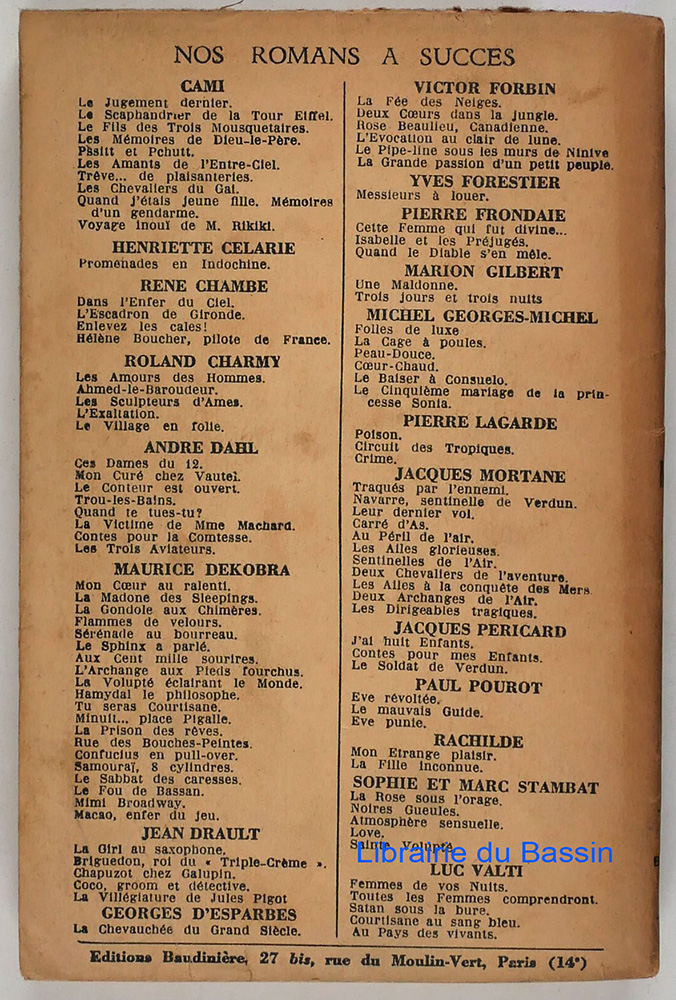 NOS ROMANS A SUCCES
CAMI
Le Jugement dernier.
Le Scaphandrier de la Tour Eiffel.
Le Fils des Trois Mousquetaires.
Les Mémoires de Dieu-le-Père.
Pssitt et Pchutt.
Les Amants de l'Entre-Ciel.
Trêve... de plaisanteries.
Les Chevaliers du Gai.
Quand j'étais jeune fille. Mémoires
d'un gendarme.
Voyage inouï de M. Rikiki.
HENRIETTE CELARIE
Promenades en Indochine.
RENE CHAMBE
Dans l'Enfer du Ciel.
L'Escadron de Gironde.
Enlevez les cales!
Hélène Boucher, pilote de France.
ROLAND CHARMY
Les Amours des Hommes.
Ahmed-le-Baroudeur.
Les Sculpteurs d'Ames.
L'Exaltation.
Le Village en folie.
ANDRE DAHL
Ces Dames du 12.
Mon Curé chez Vautel.
Le Conteur est ouvert.
Trou-les-Bains.
Quand te tues-tu?
La Victime de Mme Machard.
Contes pour la Comtesse.
Les Trois Aviateurs.
MAURICE DEKOBRA
Mon Cœur au ralenti.
La Madone des Sleepings.
La Gondole aux Chimères.
Flammes de velours.
Sérénade au bourreau.
Le Sphinx a parlé.
Aux Cent mille sourires.
L'Archange aux Pieds fourchus.
La Volupté éclairant le Monde.
Hamydal le philosophe.
Tu seras Courtisane.
Minuit... place Pigalle.
La Prison des rêves.
Rue des Bouches-Peintes.
Confucius en pull-over.
Samouraï, 8 cylindres.
Le Sabbat des caresses.
Le Fou de Bassan.
Mimi Broadway.
Macao, enfer du jeu.
JEAN DRAULT
La Girl au saxophone.
Briguedon, roi du « Triple-Crème ».
Chapuzot chez Galupin.
Coco, groom et détective.
La Villégiature de Jules Pigot
GEORGES D'ESPARBES
La Chevauchée du Grand Siècle.
VICTOR FORBIN
La Fée des Neiges.
Deux Cœurs dans la jungle.
Rose Beaulieu, Canadienne.
L'Evocation au clair de lune.
Le Pipe-line sous les murs de Ninive
La Grande passion d'un petit peuple.
YVES FORESTIER
Messieurs à louer.
PIERRE FRONDAIE
Cette Femme qui fut divine...
Isabelle et les Préjugés.
Quand le Diable s'en mêle.
MARION GILBERT
Une Maldonne.
Trois jours et trois nuits
MICHEL GEORGES-MICHEL
Folles de luxe
La Cage à poules.
Peau-Douce.
Cœur-Chaud.
Le Baiser à Consuelo.
Le Cinquième mariage de la prin-
cesse Sonia.
PIERRE LAGARDE
Poison.
Circuit des Tropiques.
Crime.
JACQUES MORTANE
Traqués par l'ennemi.
Navarre, sentinelle de Verdun.
Leur dernier vol.
Carré d'As.
Au Péril de l'air.
Les Ailes glorieuses.
Sentinelles de l'Air.
Deux Chevaliers de l'aventure.
Les Ailes à la conquête des Mers
Deux Archanges de l'Air.
Les Dirigeables tragiques.
JACQUES PERICARD
J'ai huit Enfants.
Contes pour mes Enfants.
Le Soldat de Verdun.
PAUL POUROT
Eve révoltée.
Le mauvais Guide.
Eve punie.
RACHILDE
Mon Etrange plaisir.
La Fille inconnue.
SOPHIE ET MARC STAMBAT
La Rose sous l'orage.
Noires Gueules.
Atmosphère sensuelle.
Love.
Sainte Volupté.
Librairie du Bassin
LUC VALTI
Femmes de vos Nuits.
Toutes les Femmes comprendront.
Satan sous la bure.
Courtisane au sang bleu.
Au Pays des vivants.
Editions Baudinière, 27 bis, rue du Moulin-Vert, Paris (14e)